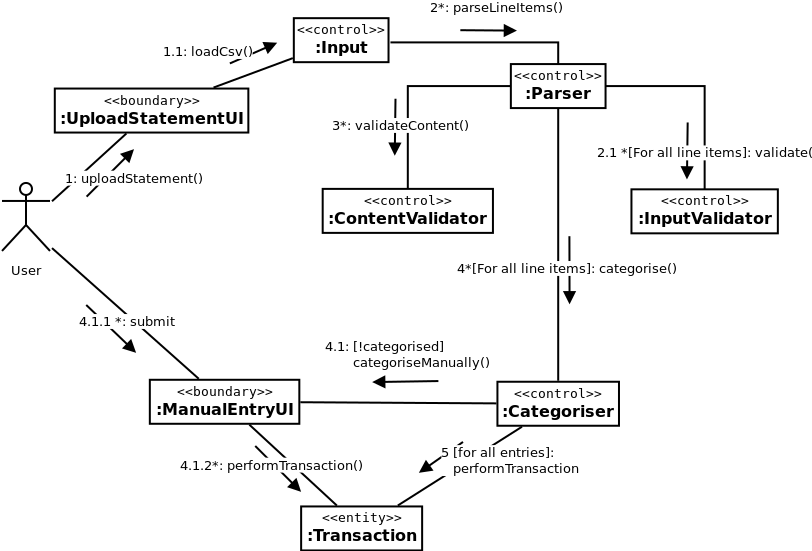 2*: parseLineItems()
<<control>>
:Input
1.1: loadCsv()
<<control>>
:Parser
<<boundary>>
:UploadStatementUI
3*: validateContent()
2.1 *[For all line items]: validate(
1: uploadStatement()
<<control>>
:ContentValidator
<<control>>
:InputValidator
User
4*[For all line items]: categorise()
4.1.1 *: submit
4.1: [!categorised]
categoriseManually()
<<boundary>>
:ManualEntryUI
<<control>>
:Categoriser
5 [for all entries]:
performTransaction
4.1.2*: performTransaction()
<<entity>>
:Transaction